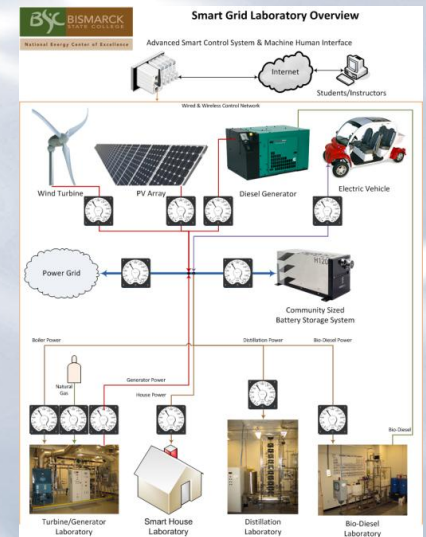 BSC BISMARCK
STATE COLLEGE
National Energy Center of Excellence
Smart Grid Laboratory Overview
Advanced Smart Control System & Machine Human Interface
Internet
Students/Instructors
Wired & Wireless Control Network
Wind Turbine
PV Array
Diesel Generator
Electric Vehicle
Power Grid
H120
Community Sized
Battery Storage System
Boiler Power
Distillation Power
Bio-Diesel Power
Natural
Gas
Generator Power
House Power
Bio-Diesel
Turbine/Generator
Laboratory
Smart House
Laboratory
Distillation
Laboratory
Bio-Diesel
Laboratory